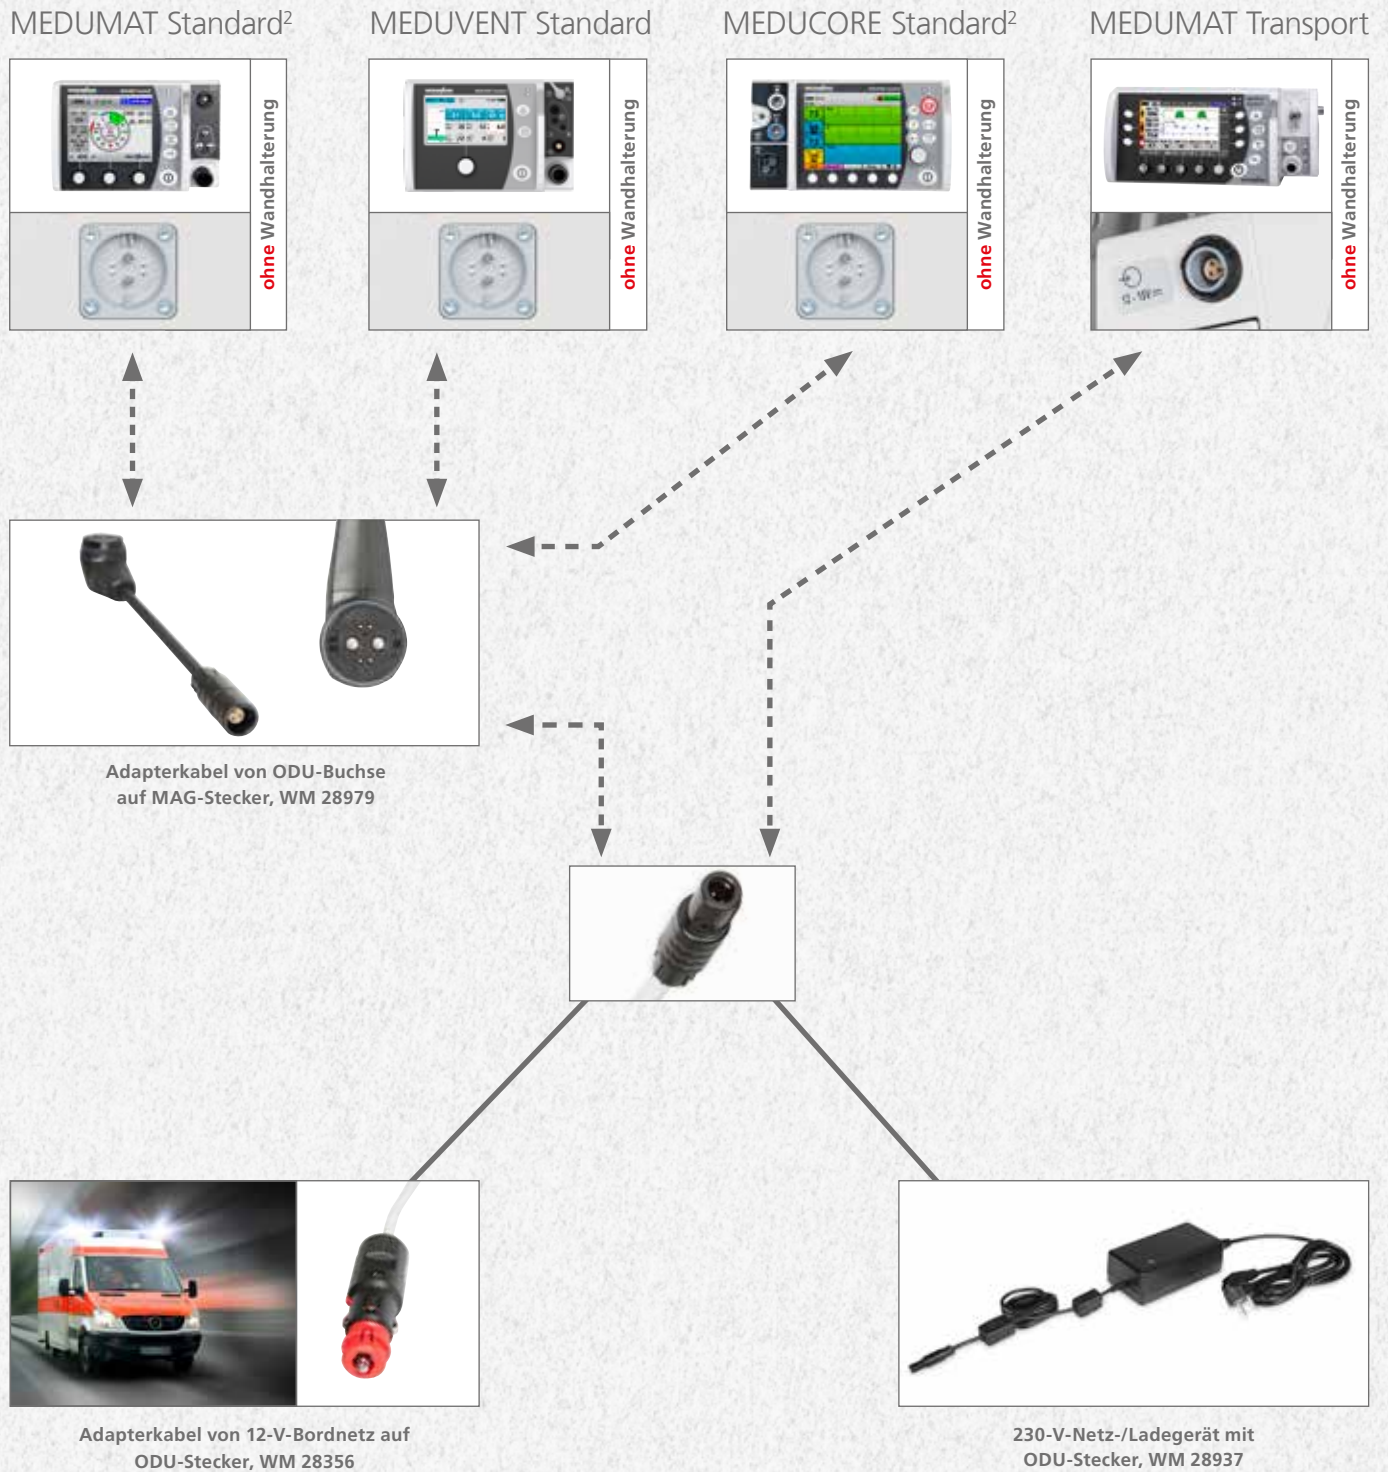 MEDUMAT Standard²
MEDUVENT Standard
MEDUCORE Standard²
MEDUMAT Transport
ohne Wandhalterung
ohne Wandhalterung
ohne Wandhalterung
ohne Wandhalterung
12 - 15V
Adapterkabel von ODU-Buchse
auf MAG-Stecker, WM 28979
Adapterkabel von 12-V-Bordnetz auf
ODU-Stecker, WM 28356
230-V-Netz-/Ladegerät mit
ODU-Stecker, WM 28937